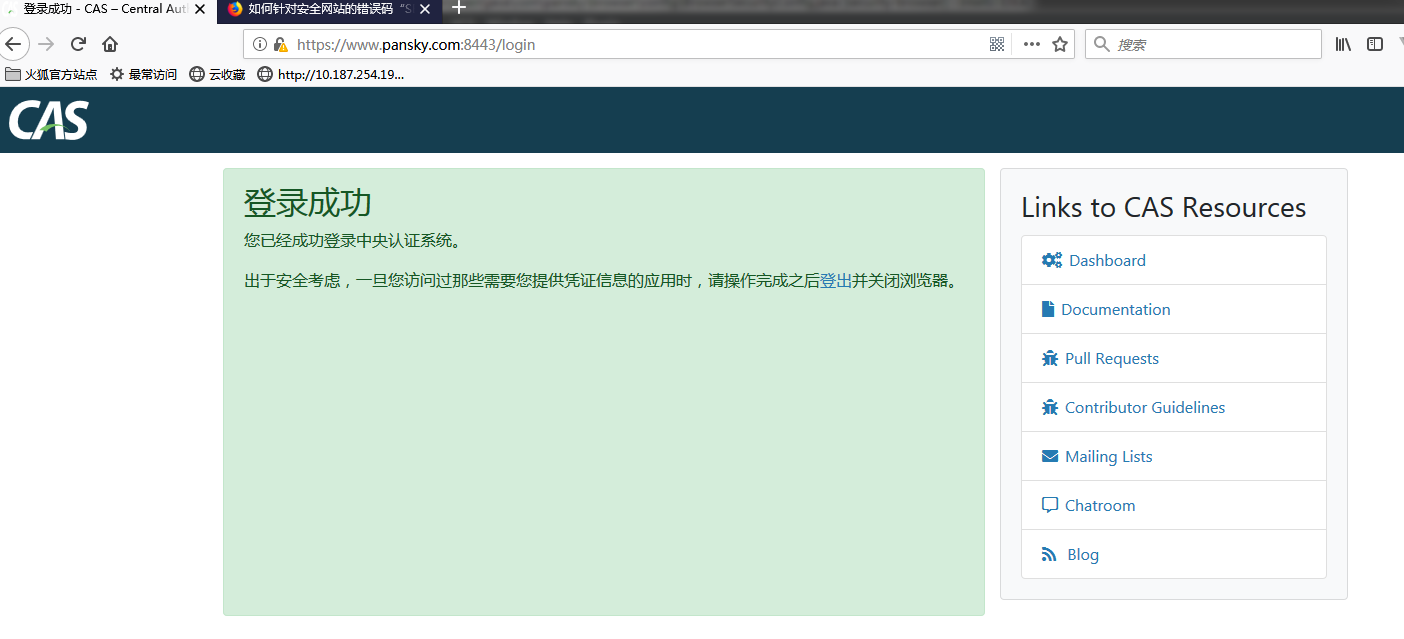 登录成功 - CAS – Central Aut
如何针对安全网站的错误码 “S
https://www.pansky.com:8443/login
搜索
火狐官方站点
最常访问
云收藏
http://10.187.254.19...
CAS
登录成功
您已经成功登录中央认证系统。
出于安全考虑，一旦您访问过那些需要您提供凭证信息的应用时，请操作完成之后登出并关闭浏览器。
Links to CAS Resources
Dashboard
Documentation
Pull Requests
Contributor Guidelines
Mailing Lists
Chatroom
Blog